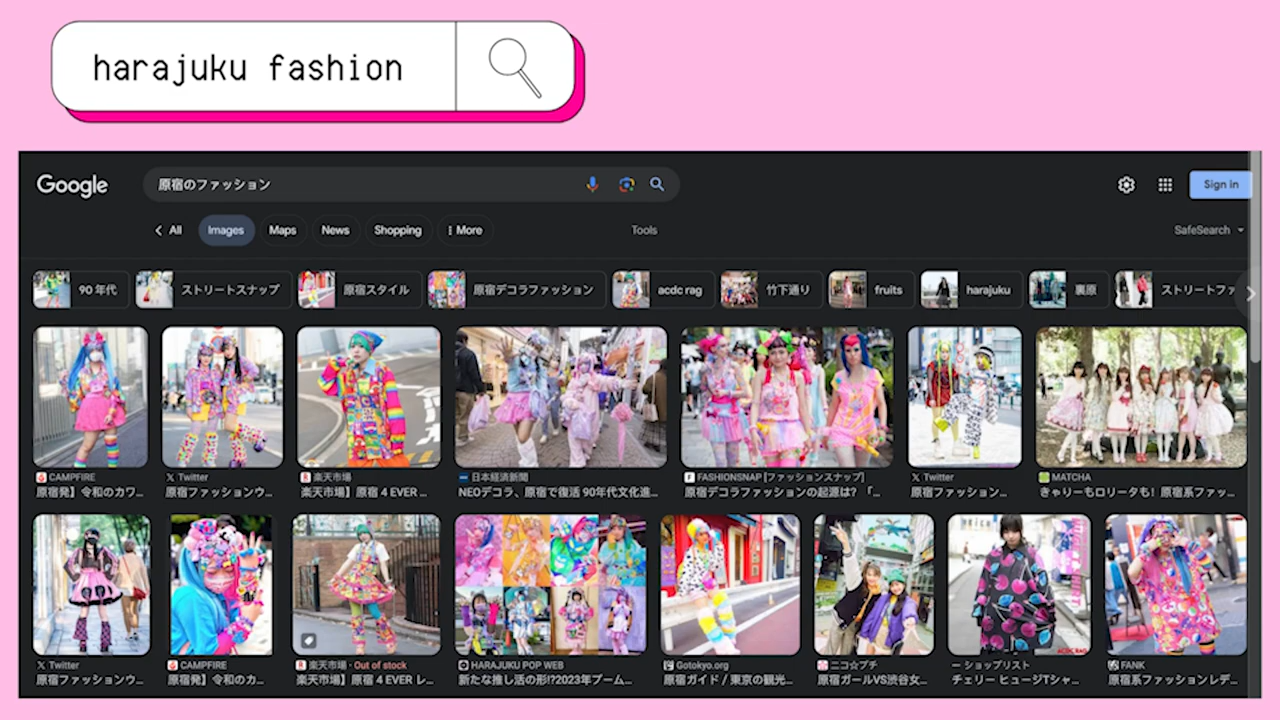 harajuku fashion
Google
原宿のファッション
Sign in
All Images Maps News Shopping More
Tools
SafeSearch
90 年代 ストリートスナップ 原宿スタイル 原宿デコラファッション acdc rag 竹下通り fruits harajuku 裏原 ストリートファ
CAMPFIRE
原宿発】令和のカワ...
Twitter
原宿ファッションウ...
楽天市場
楽天市場】原宿 4 EVER ...
日本経済新聞
NEOデコラ、原宿で復活 90年代文化進...
FASHIONSNAP [ファッションスナップ]
原宿デコラファッションの起源は? 「...
Twitter
原宿ファッション...
MATCHA
きゃりーもロリータも! 原宿系ファッ...
Twitter
原宿ファッションウ...
CAMPFIRE
原宿発】令和のカ...
楽天市場 · Out of stock
楽天市場】原宿 4 EVER レ...
HARAJUKU POP WEB
新たな推し活の形!?2023年ブーム...
Gotokyo.org
原宿ガイド / 東京の観光...
ニコ☆プチ
原宿ガールVS渋谷女...
ー ショップリスト
チェリー ヒュージTシャ...
ACDC RAG
FANK
原宿系ファッションレデ...